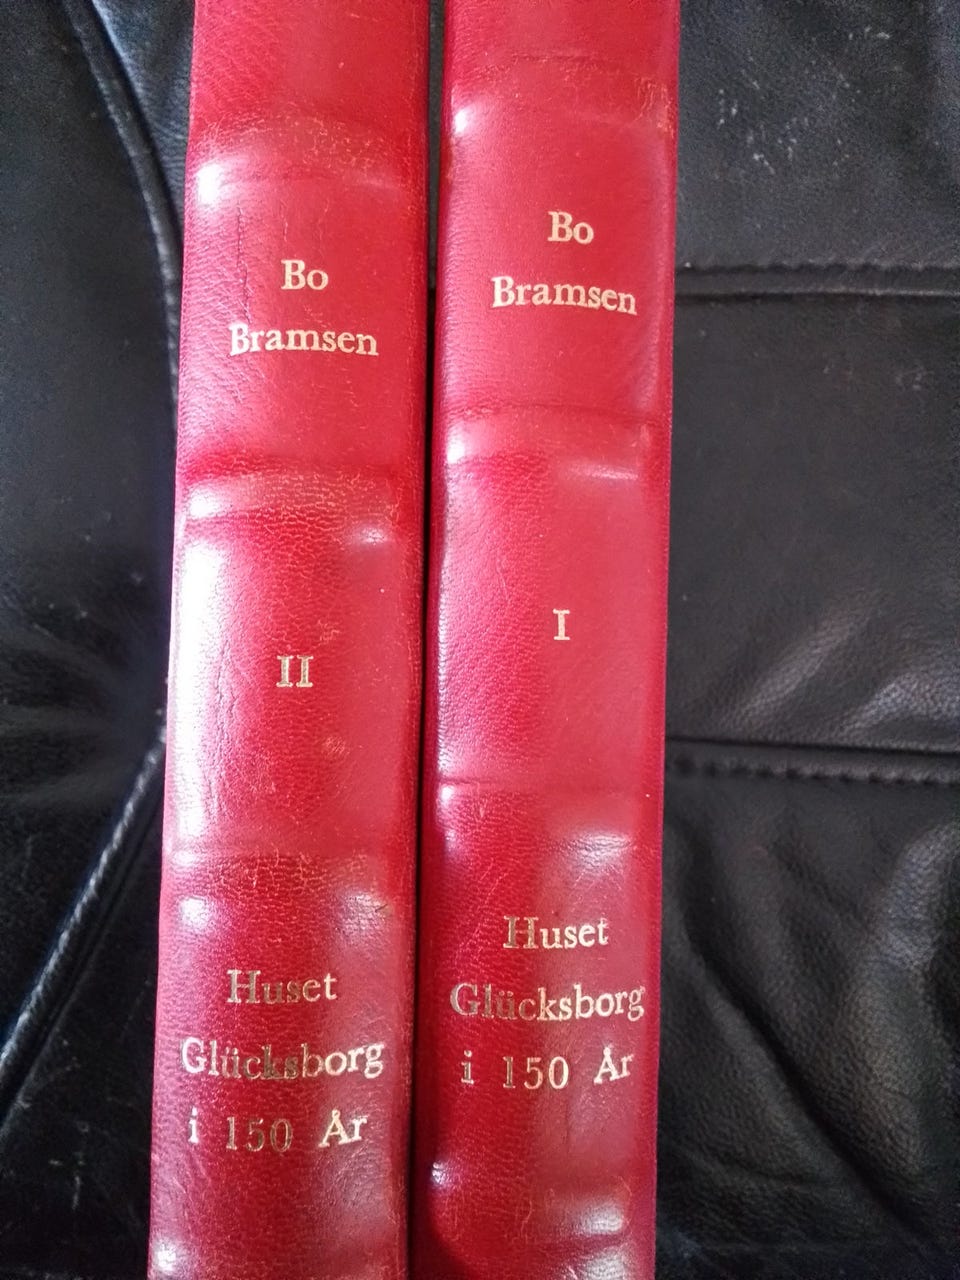 Bo
Bramsen
II
Huset
Glücksborg
i 150 År
Bo
Bramsen
I
Huset
Glücksborg
i 150 År